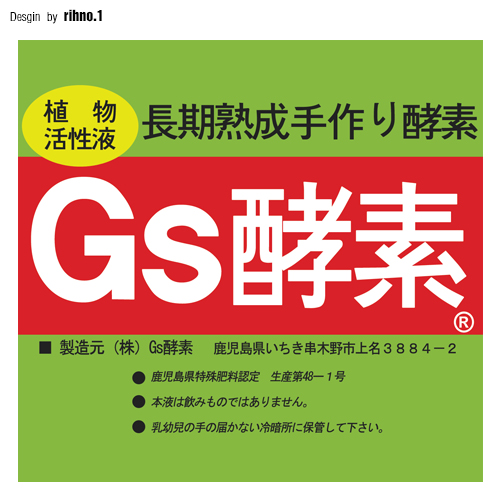 Desgin by rihno.1
植物
活性液
長期熟成手作り酵素
Gs酵素
®
■ 製造元（株）Gs酵素　鹿児島県いちき串木野市上名３８８４－２
● 鹿児島県特殊肥料認定　生産第48ー１号
● 本液は飲みものではありません。
● 乳幼児の手の届かない冷暗所に保管して下さい。